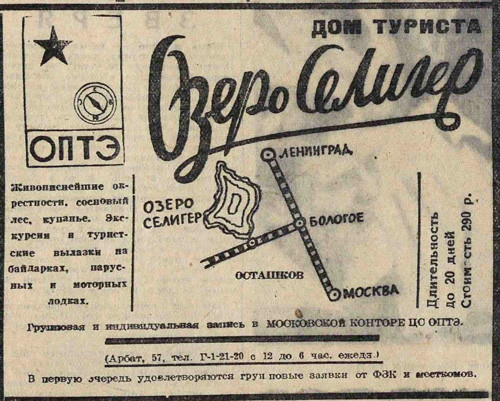 ДОМ ТУРИСТА
Озеро Селигер
ОПТЭ
Живописнейшие ок-
рестности, сосновый
лес, купанье. Экс-
курсии и турист-
ские вылазки на
байдарках, парус-
ных и моторных
лодках.
ЛЕНИНГРАД
ОЗЕРО
СЕЛИГЕР
БОЛОГОЕ
ОСТАШКОВ
МОСКВА
Длительность
до 20 дней
Стоимость 290 р.
Групповая и индивидуальная запись в МОСКОВСКОЙ КОНТОРЕ ЦС ОПТЭ.
(Арбат, 57, тел. Г-1-21-20 с 12 до 6 час. ежедн.)
В первую очередь удовлетворяются групповые заявки от ФЗК и месткомов.